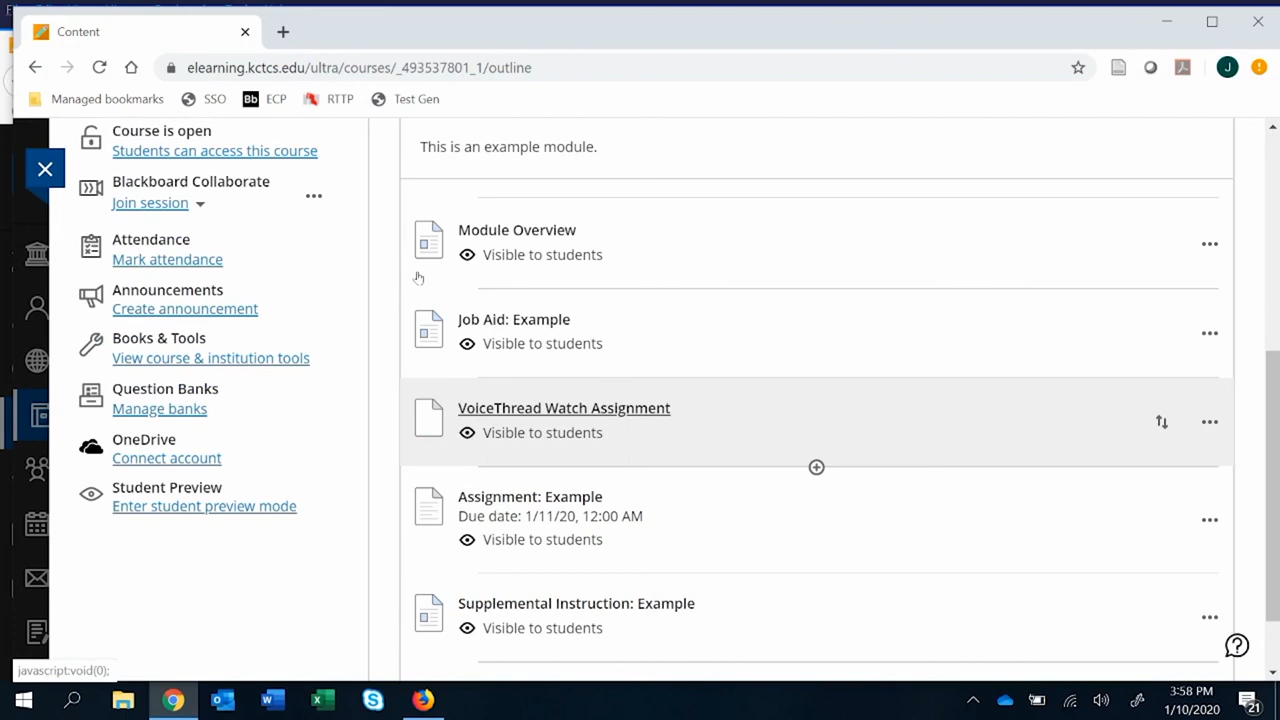 Content
elearning.kctcs.edu/ultra/courses/_493537801_1/outline
J
Managed bookmarks
SSO
Bb ECP
RTTP
Test Gen
Course is open
Students can access this course
Blackboard Collaborate
Join session
Attendance
Mark attendance
Announcements
Create announcement
Books & Tools
View course & institution tools
Question Banks
Manage banks
OneDrive
Connect account
Student Preview
Enter student preview mode
This is an example module.
Module Overview
Visible to students
Job Aid: Example
Visible to students
VoiceThread Watch Assignment
Visible to students
Assignment: Example
Due date: 1/11/20, 12:00 AM
Visible to students
Supplemental Instruction: Example
Visible to students
javascript:void(0);
3:58 PM
1/10/2020
21